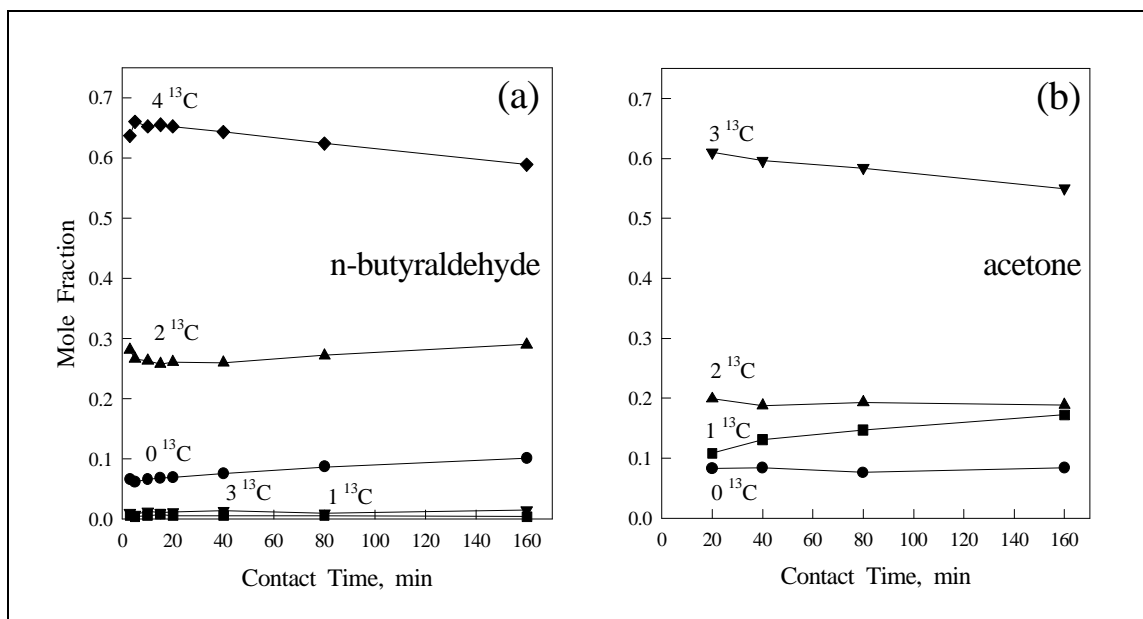 (a)
4 ¹³C
n-butyraldehyde
2 ¹³C
0 ¹³C
3 ¹³C
1 ¹³C
0.7
0.6
0.5
0.4
0.3
0.2
0.1
0.0
Mole Fraction
0 20 40 60 80 100 120 140 160
Contact Time, min
(b)
3 ¹³C
acetone
2 ¹³C
1 ¹³C
0 ¹³C
0.7
0.6
0.5
0.4
0.3
0.2
0.1
0.0
0 20 40 60 80 100 120 140 160
Contact Time, min